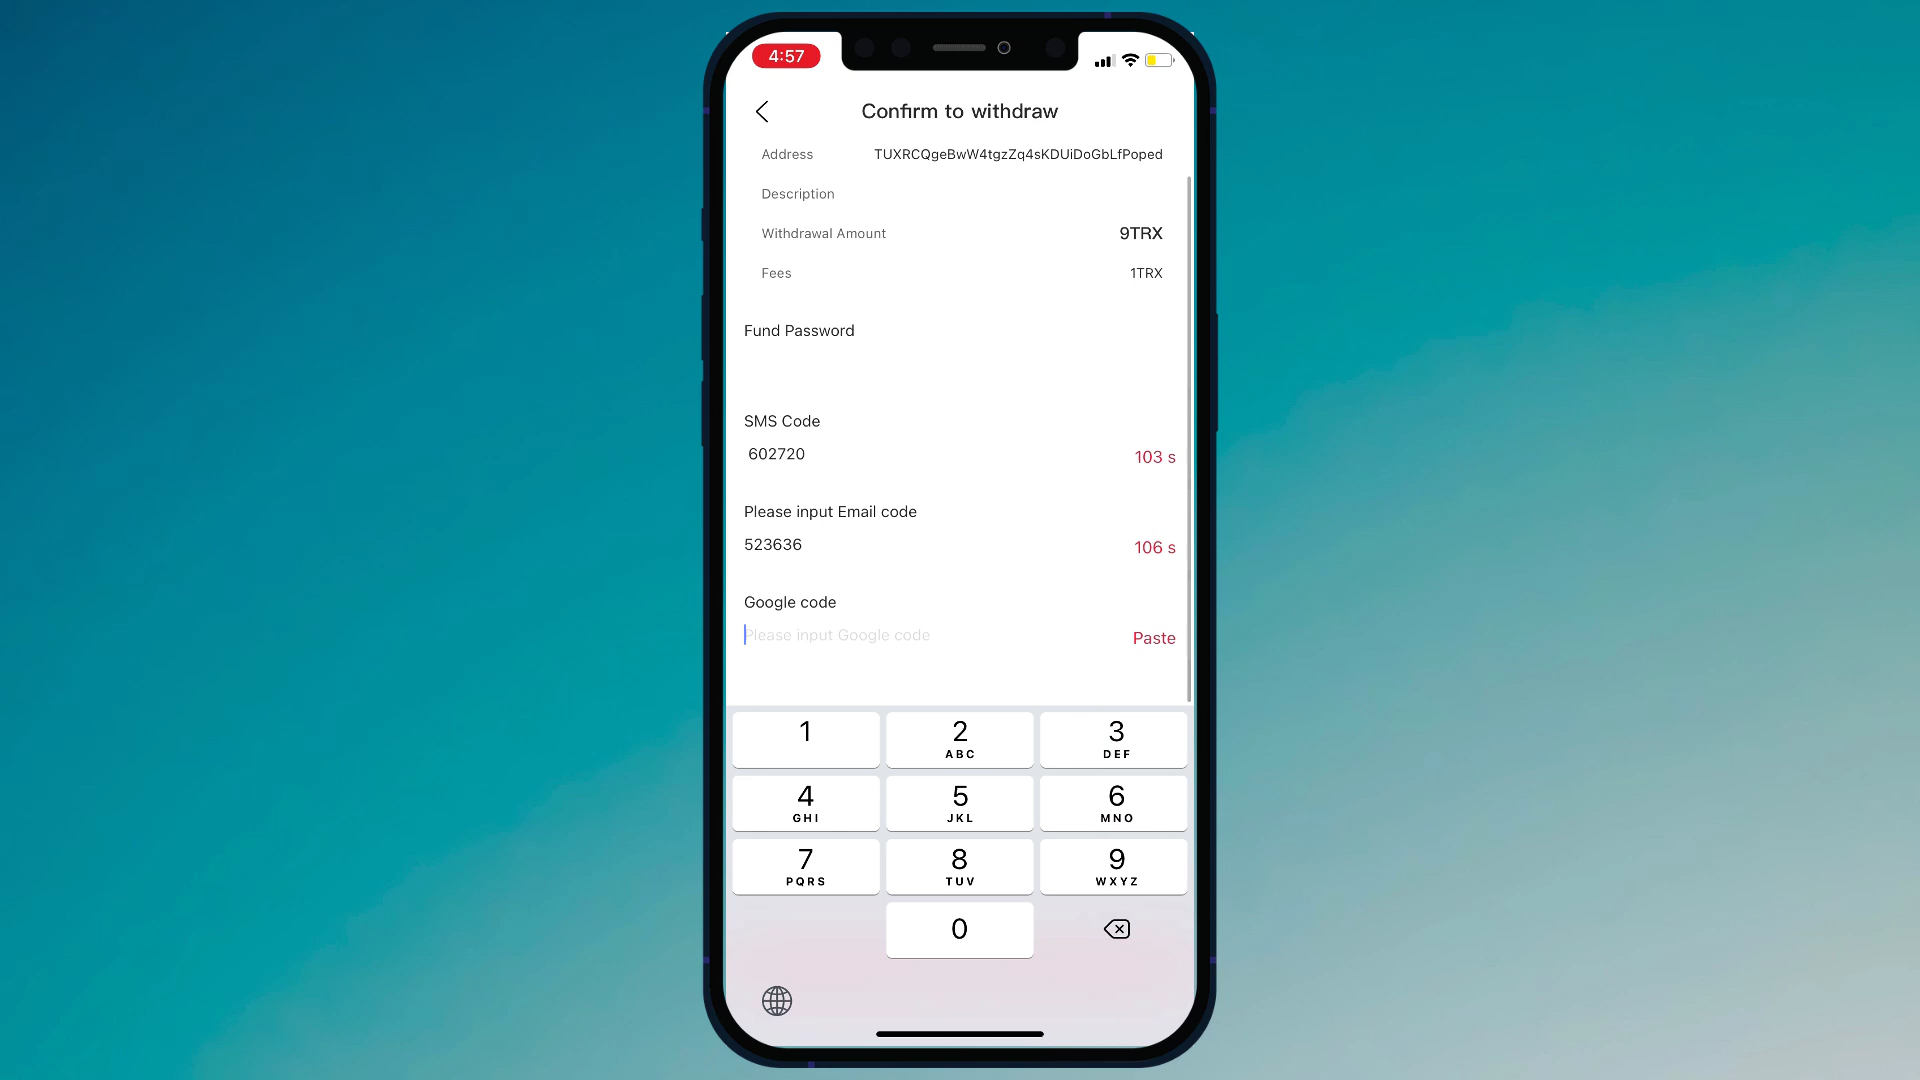 4:57
Confirm to withdraw
Address TUXRCQgeBwW4tgzZq4sKDUiDoGbLfPoped
Description
Withdrawal Amount 9TRX
Fees 1TRX
Fund Password
SMS Code
602720 103 s
Please input Email code
523636 106 s
Google code
Please input Google code Paste
1 2 3
ABC DEF
4 5 6
GHI JKL MNO
7 8 9
PQRS TUV WXYZ
0